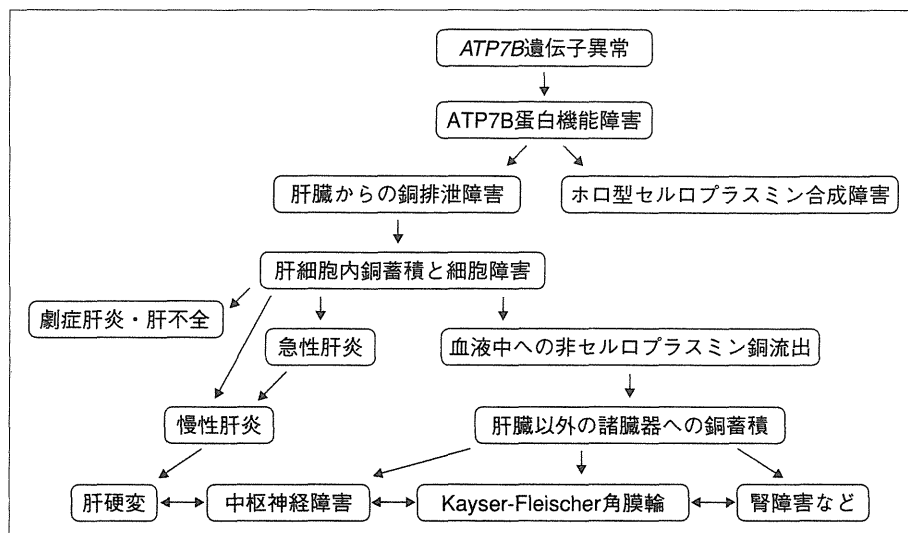 ATP7B遺伝子異常
ATP7B蛋白機能障害
肝臓からの銅排泄障害
ホロ型セルロプラスミン合成障害
肝細胞内銅蓄積と細胞障害
劇症肝炎・肝不全
急性肝炎
血液中への非セルロプラスミン銅流出
慢性肝炎
肝臓以外の諸臓器への銅蓄積
肝硬変
中枢神経障害
Kayser-Fleischer角膜輪
腎障害など